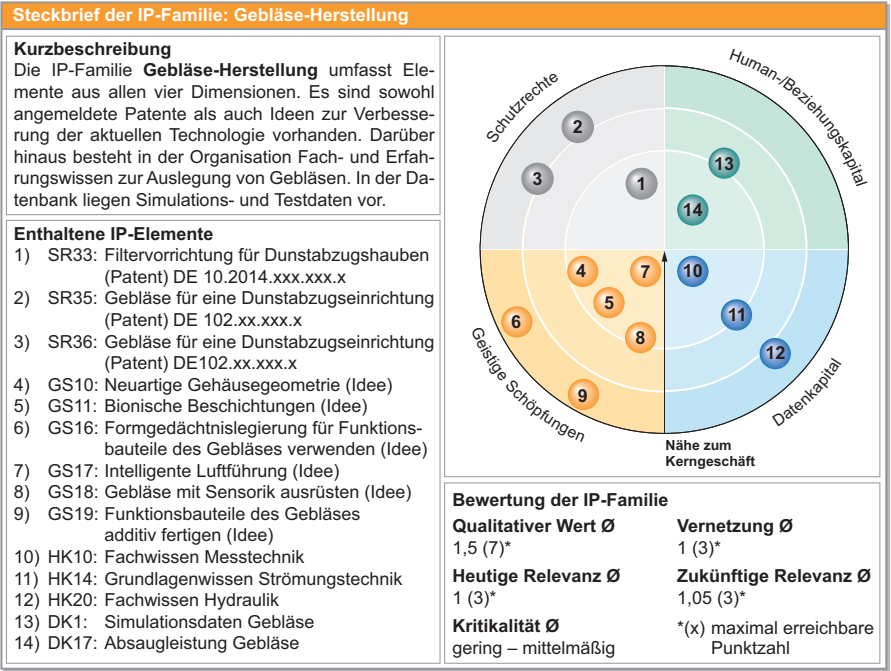 Steckbrief der IP-Familie: Gebläse-Herstellung
Kurzbeschreibung
Die IP-Familie Gebläse-Herstellung umfasst Ele-
mente aus allen vier Dimensionen. Es sind sowohl
angemeldete Patente als auch Ideen zur Verbesse-
rung der aktuellen Technologie vorhanden. Darüber
hinaus besteht in der Organisation Fach- und Erfah-
rungswissen zur Auslegung von Gebläsen. In der Da-
tenbank liegen Simulations- und Testdaten vor.
Enthaltene IP-Elemente
1) SR33: Filtervorrichtung für Dunstabzugshauben
(Patent) DE 10.2014.xxx.xxx.x
2) SR35: Gebläse für eine Dunstabzugseinrichtung
(Patent) DE 102.xx.xxx.x
3) SR36: Gebläse für eine Dunstabzugseinrichtung
(Patent) DE102.xx.xxx.x
4) GS10: Neuartige Gehäusegeometrie (Idee)
5) GS11: Bionische Beschichtungen (Idee)
6) GS16: Formgedächtnislegierung für Funktions-
bauteile des Gebläses verwenden (Idee)
7) GS17: Intelligente Luftführung (Idee)
8) GS18: Gebläse mit Sensorik ausrüsten (Idee)
9) GS19: Funktionsbauteile des Gebläses
additiv fertigen (Idee)
10) HK10: Fachwissen Messtechnik
11) HK14: Grundlagenwissen Strömungstechnik
12) HK20: Fachwissen Hydraulik
13) DK1: Simulationsdaten Gebläse
14) DK17: Absaugleistung Gebläse
Schutzrechte
Human-/Beziehungskapital
2
13
3
1
14
4
7
10
5
11
6
8
12
9
Geistige Schöpfungen
Datenkapital
Nähe zum
Kerngeschäft
Bewertung der IP-Familie
Qualitativer Wert Ø
1,5 (7)*
Vernetzung Ø
1 (3)*
Heutige Relevanz Ø
1 (3)*
Zukünftige Relevanz Ø
1,05 (3)*
Kritikalität Ø
gering – mittelmäßig
*(x) maximal erreichbare
Punktzahl